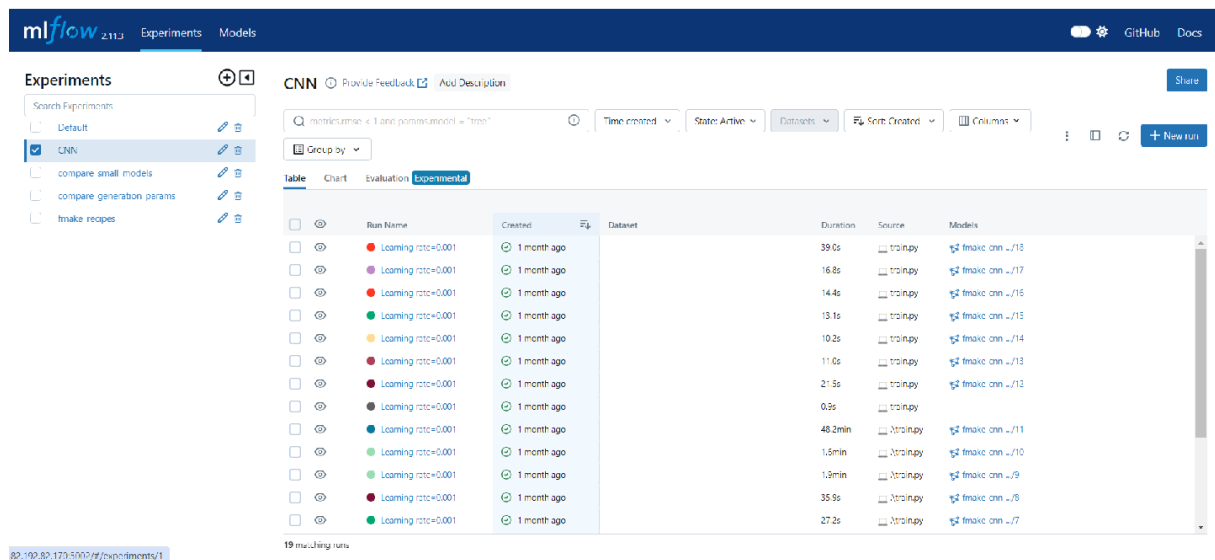 mlflow 2.11.3 Experiments Models GitHub Docs
Experiments
Search Experiments
Default
CNN
compare small models
compare generation params
fmake recipes
CNN Provide Feedback Add Description Share
metrics.rmse < 1 and params.model = "tree" Time created State: Active Datasets Sort: Created Columns
Group by
+ New run
Table Chart Evaluation Experimental
Run Name Created Dataset Duration Source Models
Learning rate=0.001 1 month ago 39.0s train.py fmake cnn .../18
Learning rate=0.001 1 month ago 16.8s train.py fmake cnn .../17
Learning rate=0.001 1 month ago 14.4s train.py fmake cnn .../16
Learning rate=0.001 1 month ago 13.1s train.py fmake cnn .../15
Learning rate=0.001 1 month ago 10.2s train.py fmake cnn .../14
Learning rate=0.001 1 month ago 11.0s train.py fmake cnn .../13
Learning rate=0.001 1 month ago 21.5s train.py fmake cnn .../12
Learning rate=0.001 1 month ago 0.9s train.py
Learning rate=0.001 1 month ago 48.2min .\train.py fmake cnn .../11
Learning rate=0.001 1 month ago 1.5min .\train.py fmake cnn .../10
Learning rate=0.001 1 month ago 1.9min .\train.py fmake cnn .../9
Learning rate=0.001 1 month ago 35.9s .\train.py fmake cnn .../8
Learning rate=0.001 1 month ago 27.2s .\train.py fmake cnn .../7
19 matching runs
82.192.82.170:5002/#/experiments/1